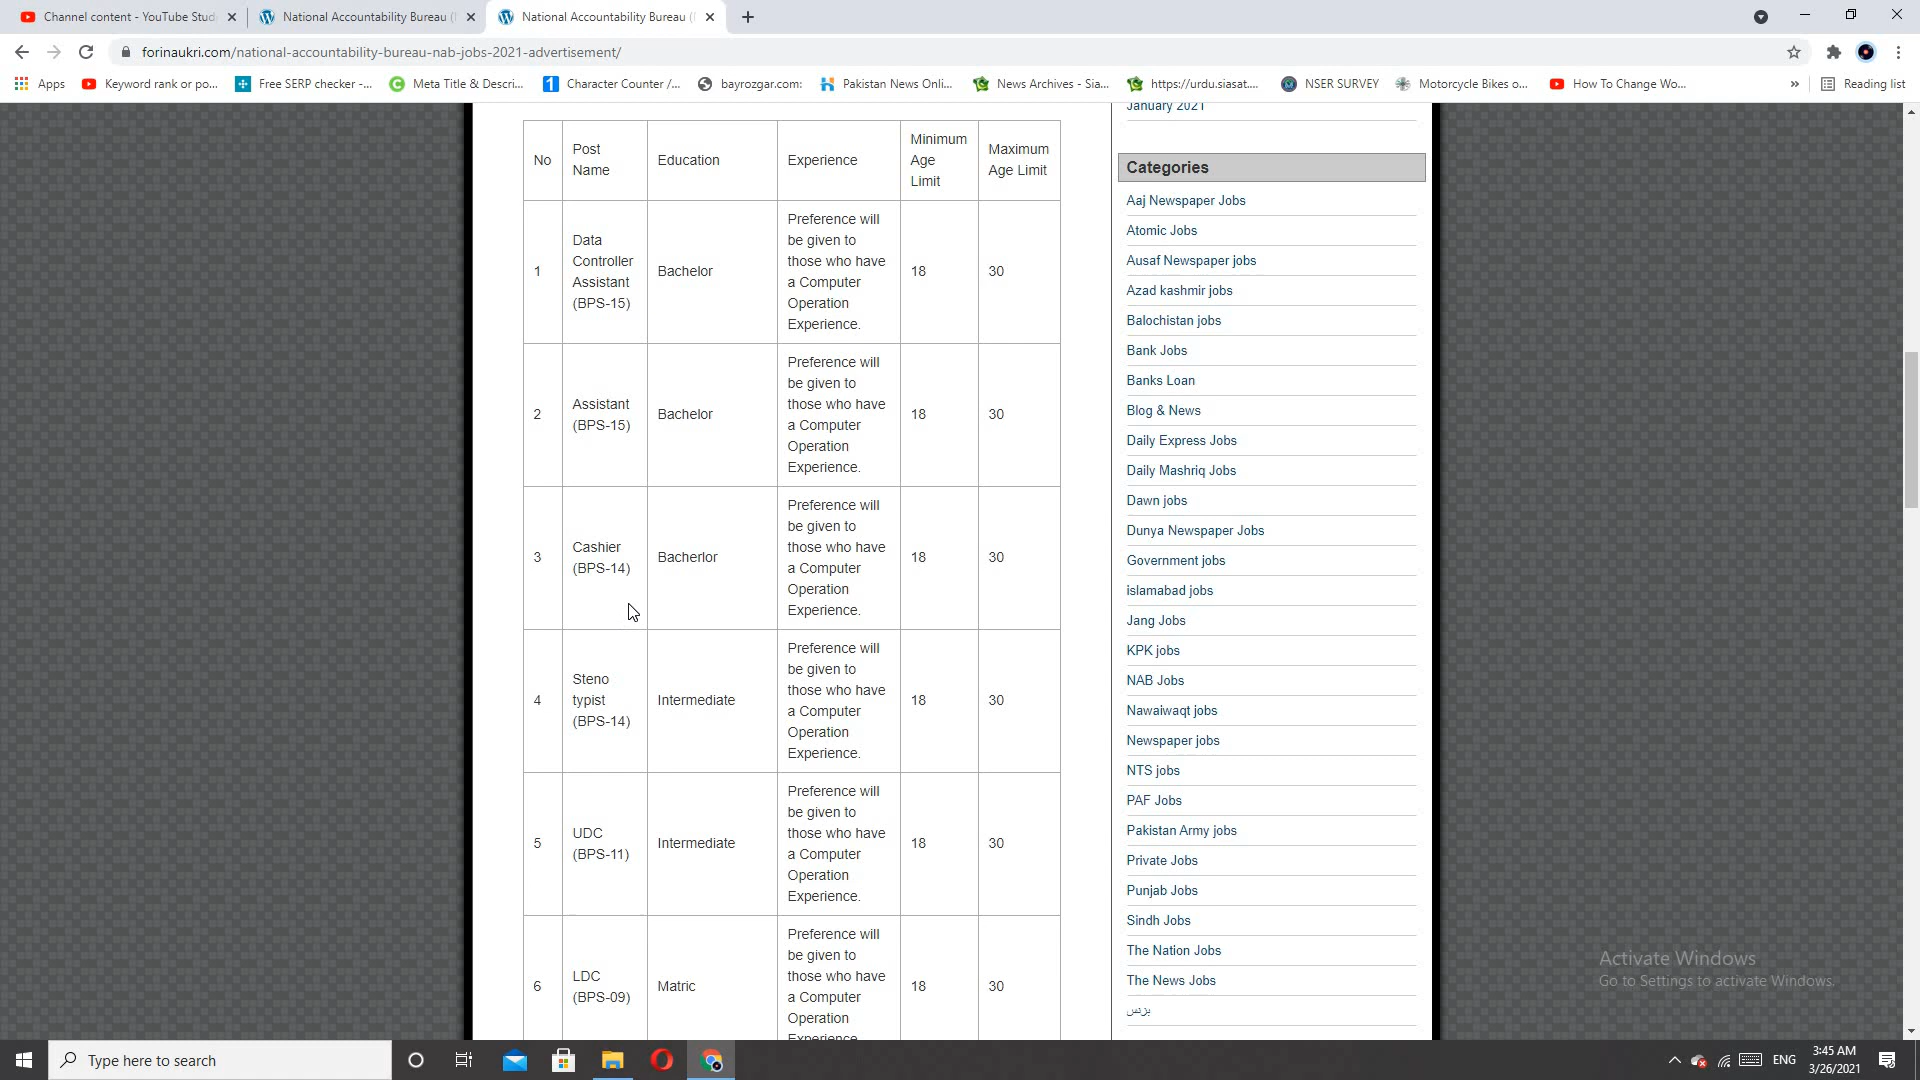 Channel content - YouTube Stud
National Accountability Bureau (
National Accountability Bureau (
forinaukri.com/national-accountability-bureau-nab-jobs-2021-advertisement/
Apps
Keyword rank or po...
Free SERP checker -...
Meta Title & Descri...
Character Counter /...
bayrozgar.com:
Pakistan News Onli...
News Archives - Sia...
https://urdu.siasat....
NSER SURVEY
Motorcycle Bikes o...
How To Change Wo...
»
Reading list
No
Post
Name
Education
Experience
Minimum
Age
Limit
Maximum
Age Limit
1
Data
Controller
Assistant
(BPS-15)
Bachelor
Preference will
be given to
those who have
a Computer
Operation
Experience.
18
30
2
Assistant
(BPS-15)
Bachelor
Preference will
be given to
those who have
a Computer
Operation
Experience.
18
30
3
Cashier
(BPS-14)
Bacherlor
Preference will
be given to
those who have
a Computer
Operation
Experience.
18
30
4
Steno
typist
(BPS-14)
Intermediate
Preference will
be given to
those who have
a Computer
Operation
Experience.
18
30
5
UDC
(BPS-11)
Intermediate
Preference will
be given to
those who have
a Computer
Operation
Experience.
18
30
6
LDC
(BPS-09)
Matric
Preference will
be given to
those who have
a Computer
Operation
Experience
18
30
January 2021
Categories
Aaj Newspaper Jobs
Atomic Jobs
Ausaf Newspaper jobs
Azad kashmir jobs
Balochistan jobs
Bank Jobs
Banks Loan
Blog & News
Daily Express Jobs
Daily Mashriq Jobs
Dawn jobs
Dunya Newspaper Jobs
Government jobs
islamabad jobs
Jang Jobs
KPK jobs
NAB Jobs
Nawaiwaqt jobs
Newspaper jobs
NTS jobs
PAF Jobs
Pakistan Army jobs
Private Jobs
Punjab Jobs
Sindh Jobs
The Nation Jobs
The News Jobs
بزنس
Activate Windows
Go to Settings to activate Windows.
Type here to search
ENG
3:45 AM
3/26/2021